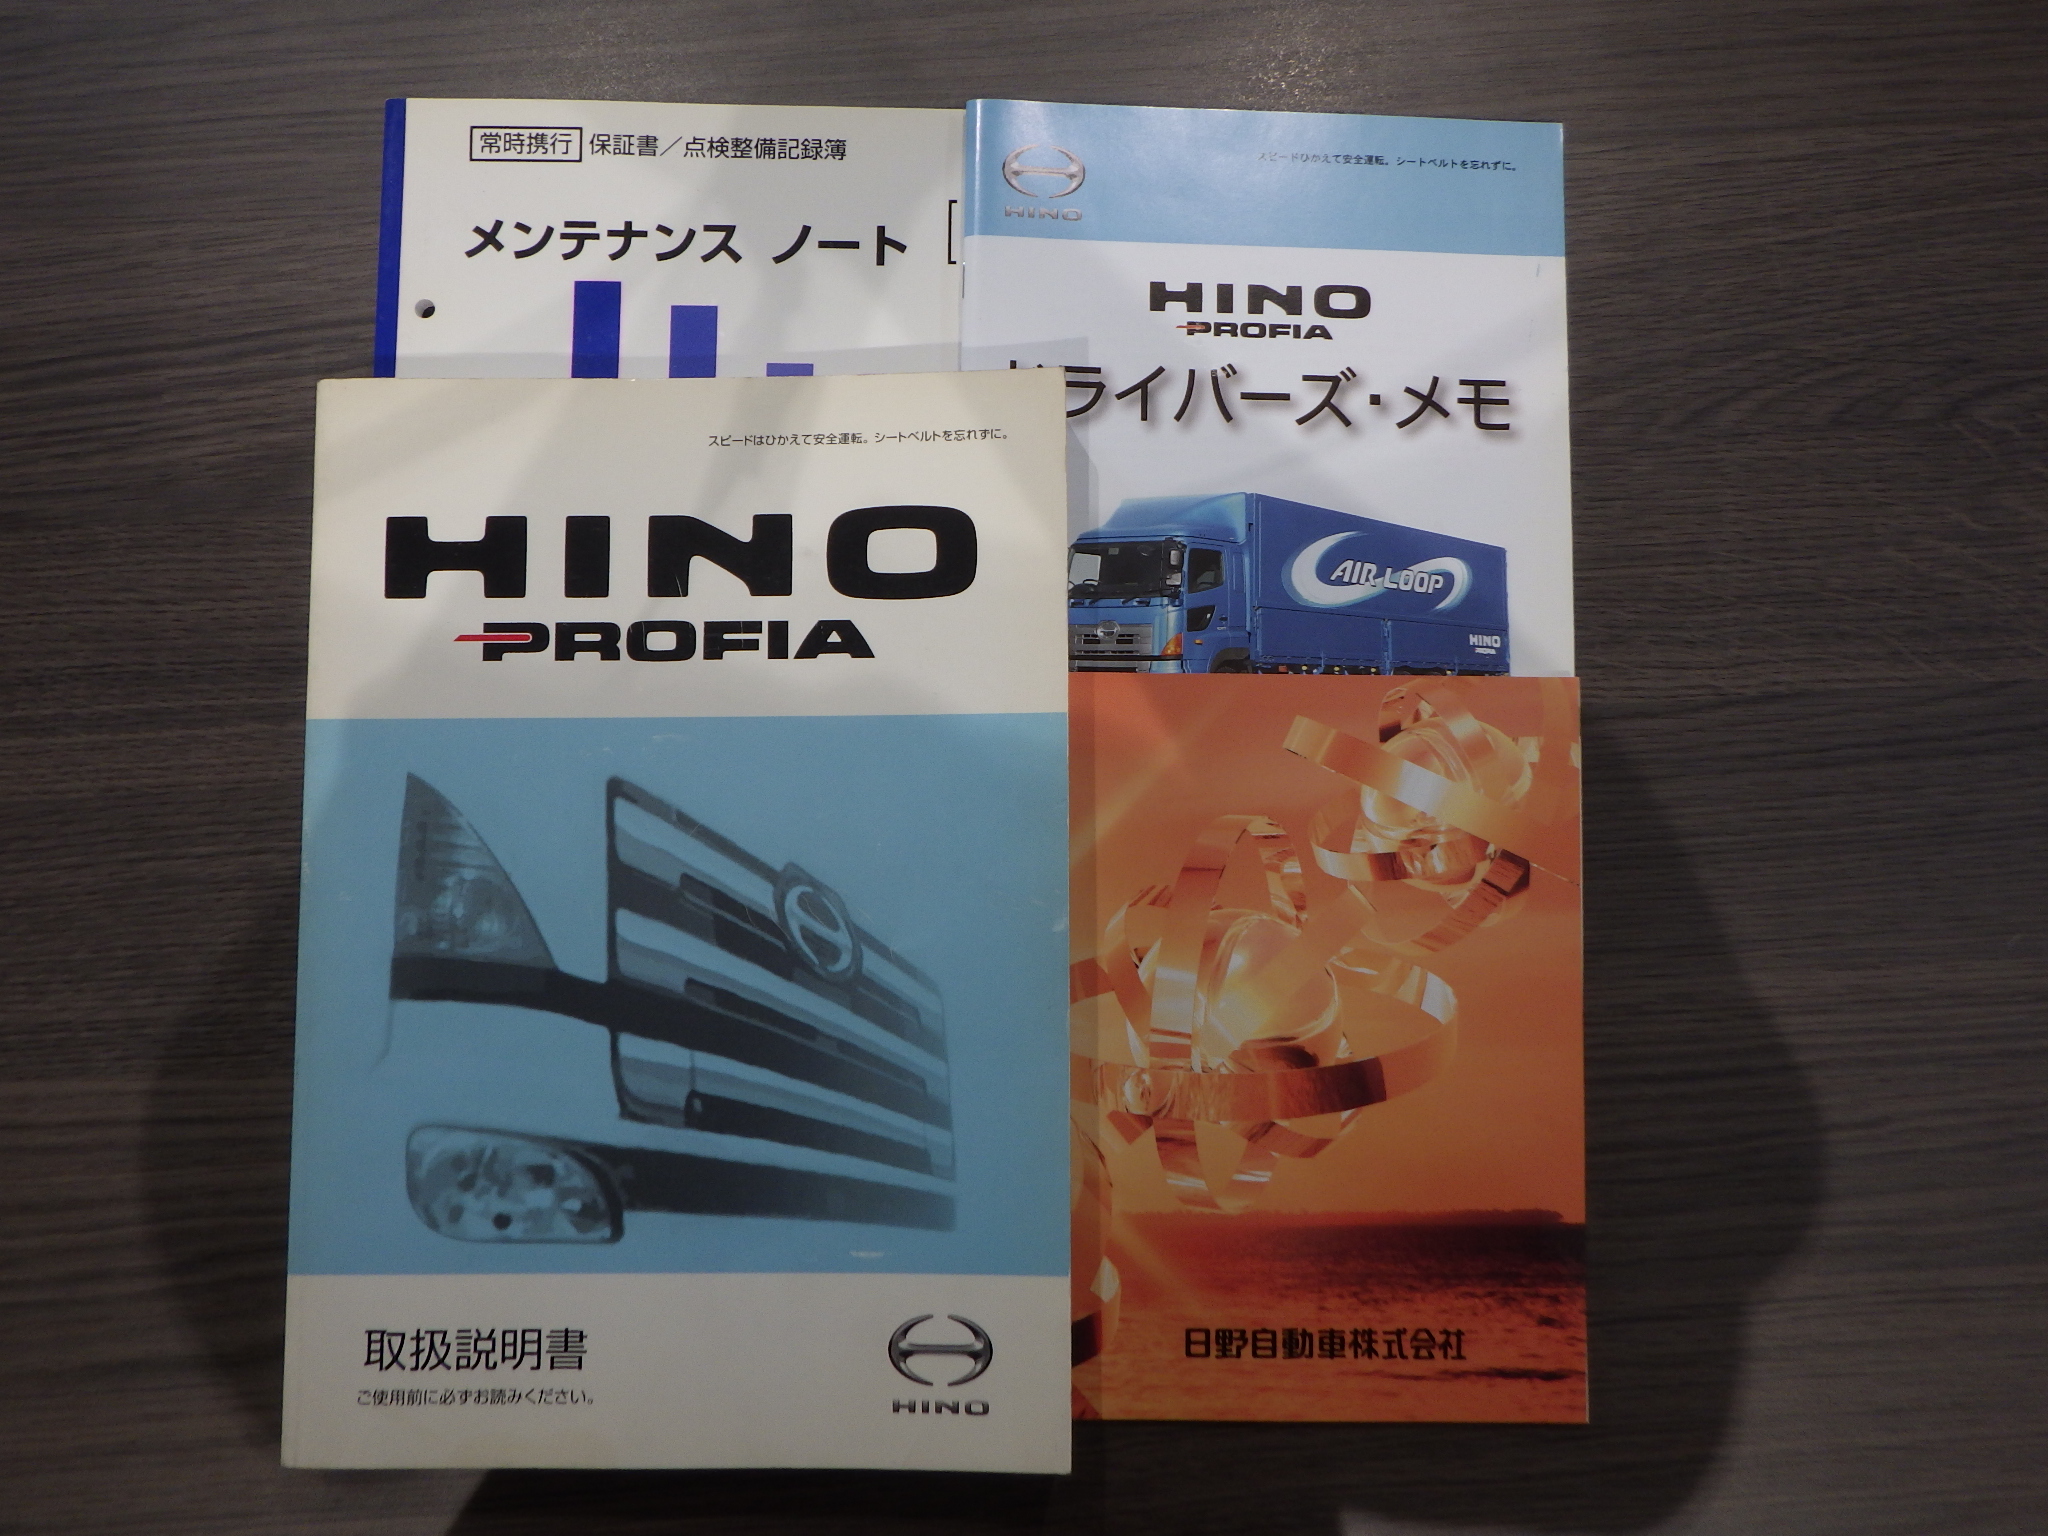 常時携行 保証書／点検整備記録簿
メンテナンス ノート
HINO
スピードひかえて安全運転。シートベルトを忘れずに。
HINO
PROFIA
ドライバーズ・メモ
AIR LOOP
HINO
PROFIA
スピードはひかえて安全運転。シートベルトを忘れずに。
HINO
PROFIA
取扱説明書
ご使用前に必ずお読みください。
HINO
日野自動車株式会社